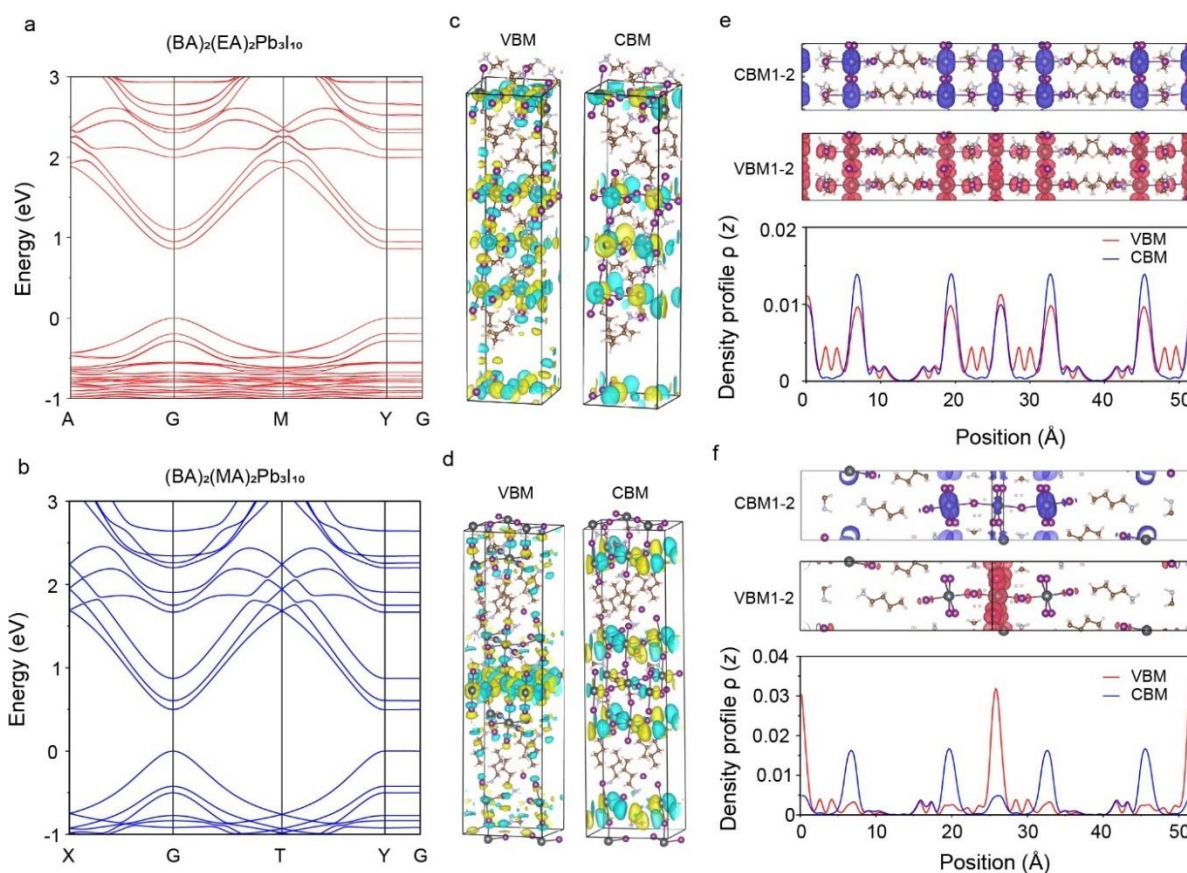 a
(BA)₂(EA)₂Pb₃I₁₀
Energy (eV)
3
2
1
0
-1
A G M Y G
b
(BA)₂(MA)₂Pb₃I₁₀
Energy (eV)
3
2
1
0
-1
X G T Y G
c
VBM CBM
d
VBM CBM
e
CBM1-2
VBM1-2
Density profile ρ (z)
0.02
0.01
0
VBM
CBM
0 10 20 30 40 50
Position (Å)
f
CBM1-2
VBM1-2
Density profile ρ (z)
0.04
0.03
0.02
0.01
0
VBM
CBM
0 10 20 30 40 50
Position (Å)